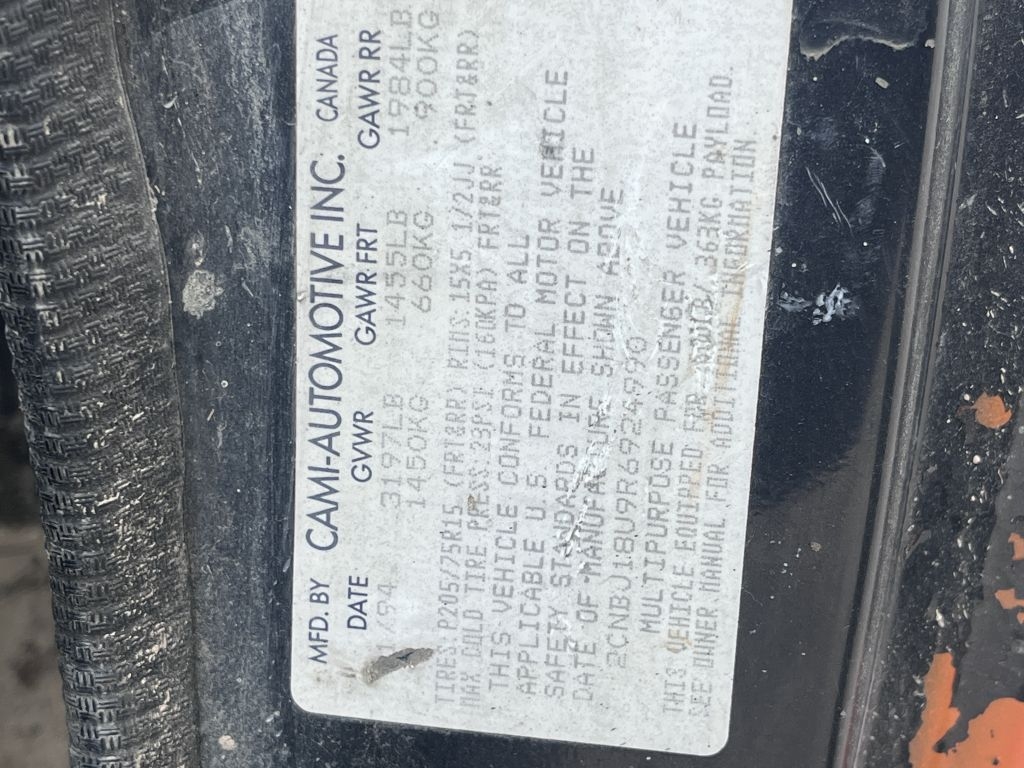 MFD. BY CAMI-AUTOMOTIVE INC. CANADA
DATE GVWR GAWR FRT GAWR RR
/94 3197LB 1455LB 1984LB
1450KG 660KG 900KG
TIRES:P205/75R15 (FRT&RR) RIMS:15X5 1/2JJ (FRT&RR)
MAX COLD TIRE PRESS 23PSI (160KPA) FRT&RR.
THIS VEHICLE CONFORMS TO ALL
APPLICABLE U.S FEDERAL MOTOR VEHICLE
SAFETY STANDARDS IN EFFECT ON THE
DATE OF MANUFACTURE SHOWN ABOVE
2CNBJ18U9R6924990
MULTIPURPOSE PASSENGER VEHICLE
THIS VEHICLE EQUIPPED FOR 363KG PAYLOAD.
SEE OWNER MANUAL FOR ADDITIONAL INFORMATION